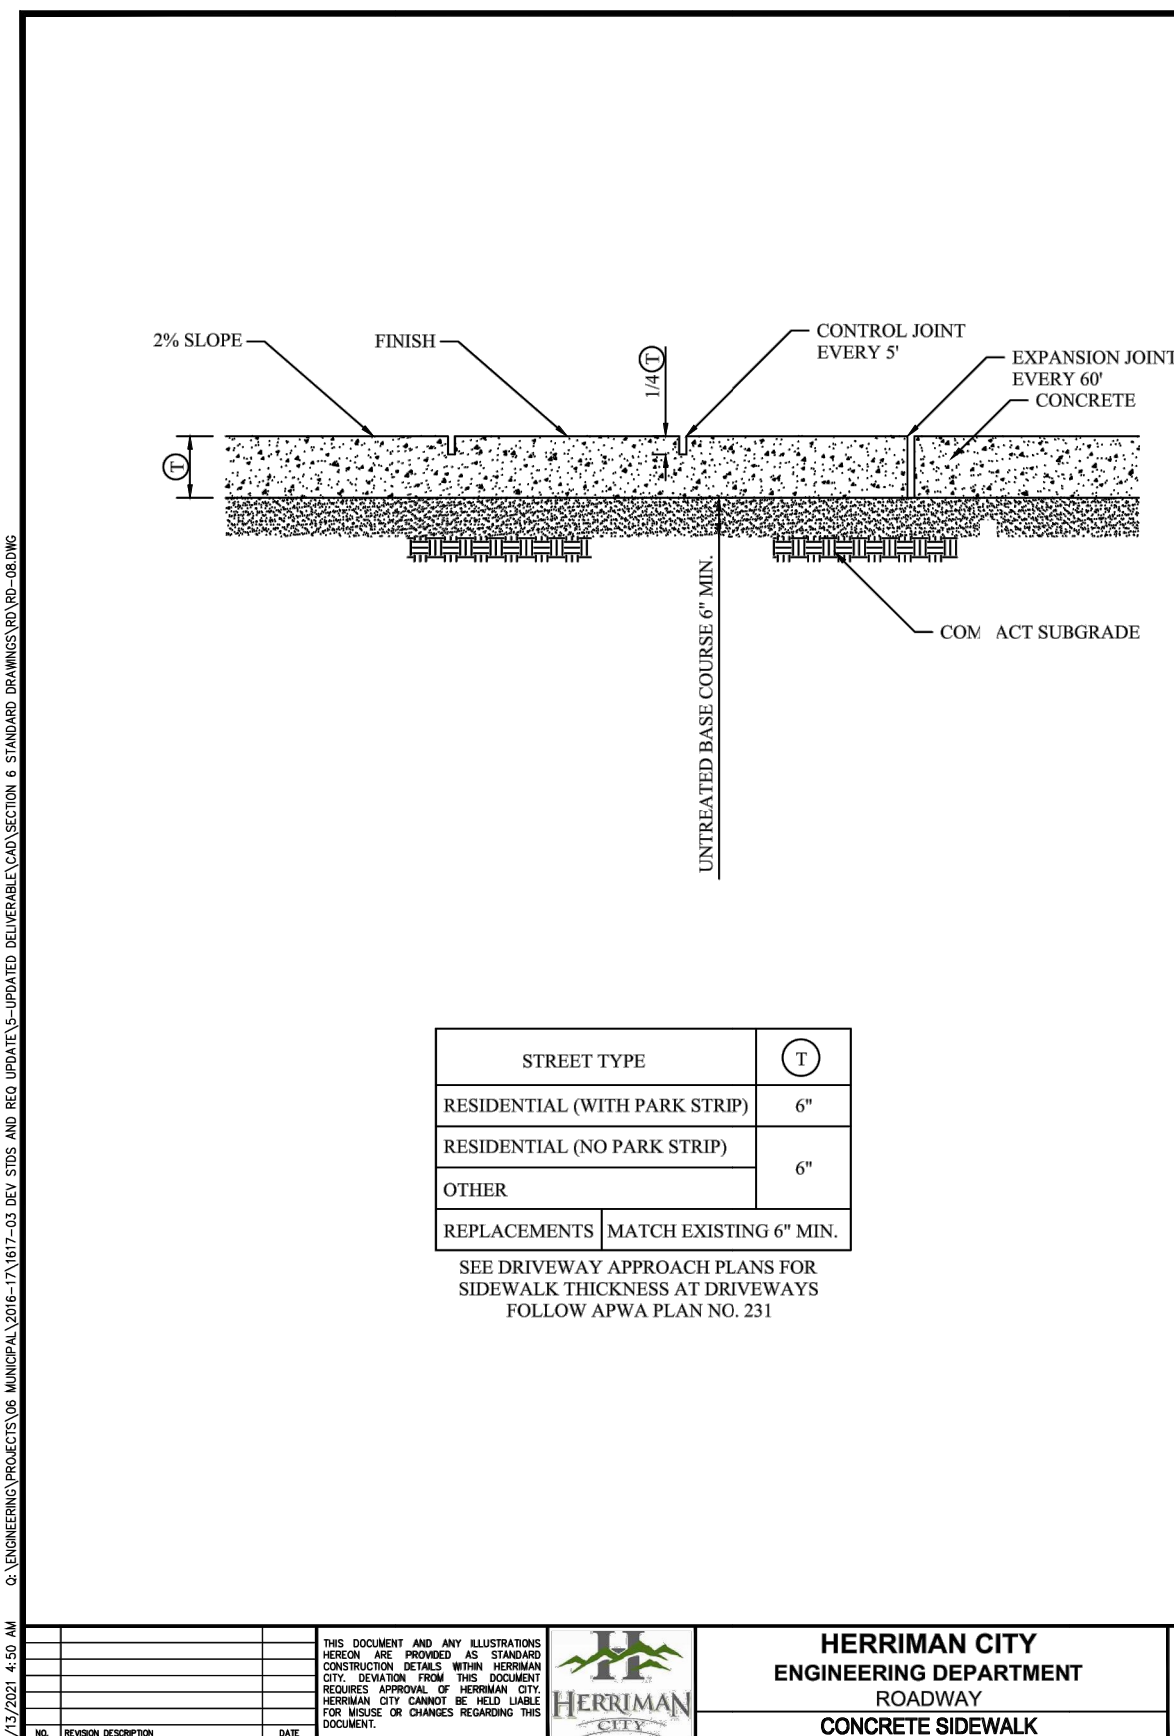 2% SLOPE
FINISH
1/4 T
CONTROL JOINT
EVERY 5'
EXPANSION JOINT
EVERY 60'
CONCRETE
T
UNTREATED BASE COURSE 6" MIN.
COM ACT SUBGRADE
STREET TYPE T
RESIDENTIAL (WITH PARK STRIP) 6"
RESIDENTIAL (NO PARK STRIP)
6"
OTHER
REPLACEMENTS MATCH EXISTING 6" MIN.
SEE DRIVEWAY APPROACH PLANS FOR
SIDEWALK THICKNESS AT DRIVEWAYS
FOLLOW APWA PLAN NO. 231
/13/2021 4:50 AM Q:\ENGINEERING\PROJECTS\06 MUNICIPAL\2016-17\1617-03 DEV STDS AND REQ UPDATE\5-UPDATED DELIVERABLE\CAD\SECTION 6 STANDARD DRAWINGS\RD\RD-08.DWG
NO. REVISION DESCRIPTION DATE
THIS DOCUMENT AND ANY ILLUSTRATIONS
HEREON ARE PROVIDED AS STANDARD
CONSTRUCTION DETAILS WITHIN HERRIMAN
CITY. DEVIATION FROM THIS DOCUMENT
REQUIRES APPROVAL OF HERRIMAN CITY.
HERRIMAN CITY CANNOT BE HELD LIABLE
FOR MISUSE OR CHANGES REGARDING THIS
DOCUMENT.
HERRIMAN
CITY
HERRIMAN CITY
ENGINEERING DEPARTMENT
ROADWAY
CONCRETE SIDEWALK